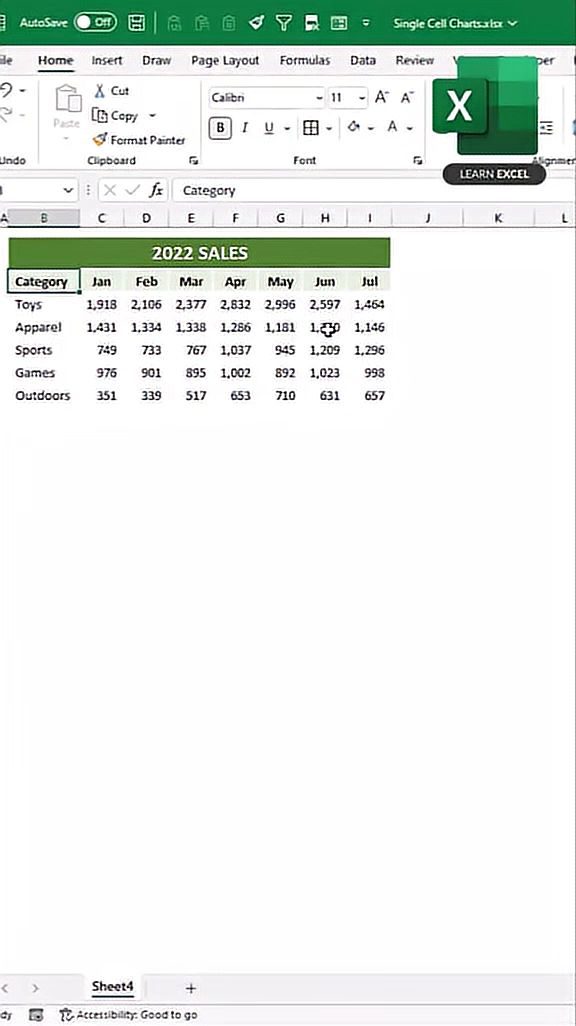 AutoSave Off Single Cell Charts.xlsx
ile Home Insert Draw Page Layout Formulas Data Review
Paste Cut Copy Format Painter Calibri 11 A A B I U A X
Undo Clipboard Font Alignmen
LEARN EXCEL
fx Category
A B C D E F G H I J K L
2022 SALES
Category Jan Feb Mar Apr May Jun Jul
Toys 1,918 2,106 2,377 2,832 2,996 2,597 1,464
Apparel 1,431 1,334 1,338 1,286 1,181 1,146
Sports 749 733 767 1,037 945 1,209 1,296
Games 976 901 895 1,002 892 1,023 998
Outdoors 351 339 517 653 710 631 657
Sheet4 +
dy Accessibility: Good to go